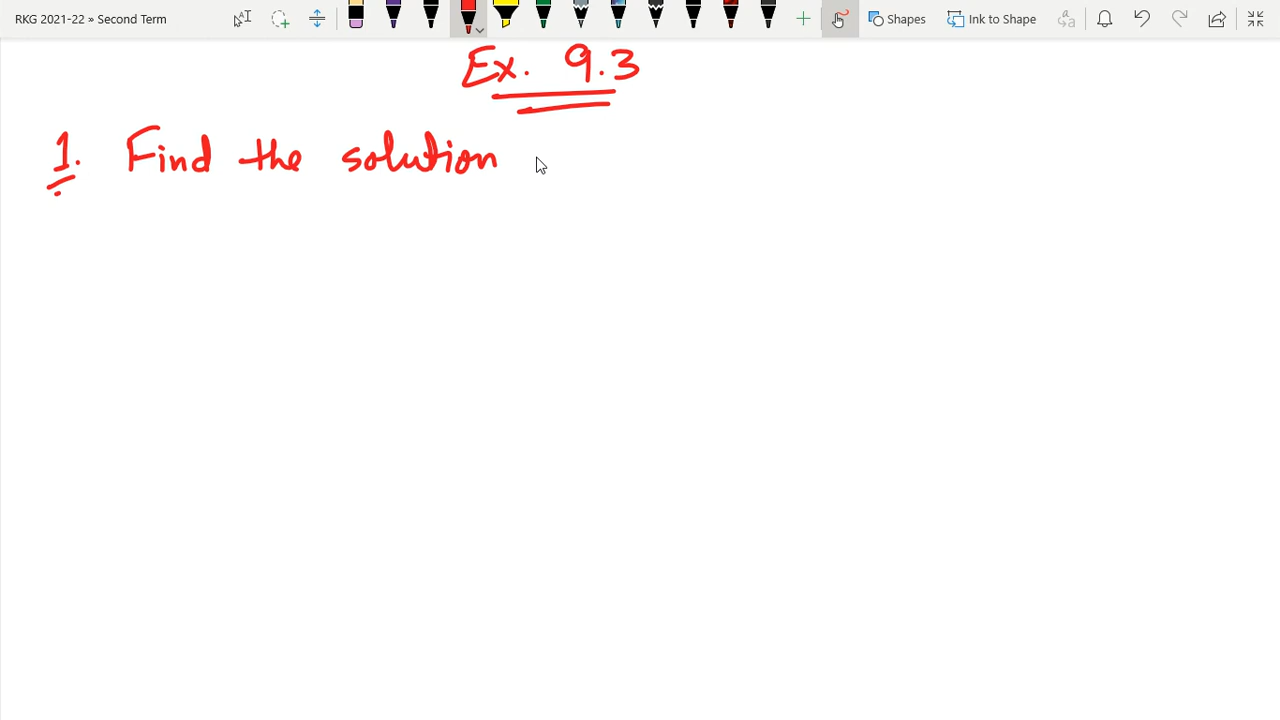 RKG 2021-22 » Second Term
Shapes
Ink to Shape
Ex. 9.3
1. Find the solution